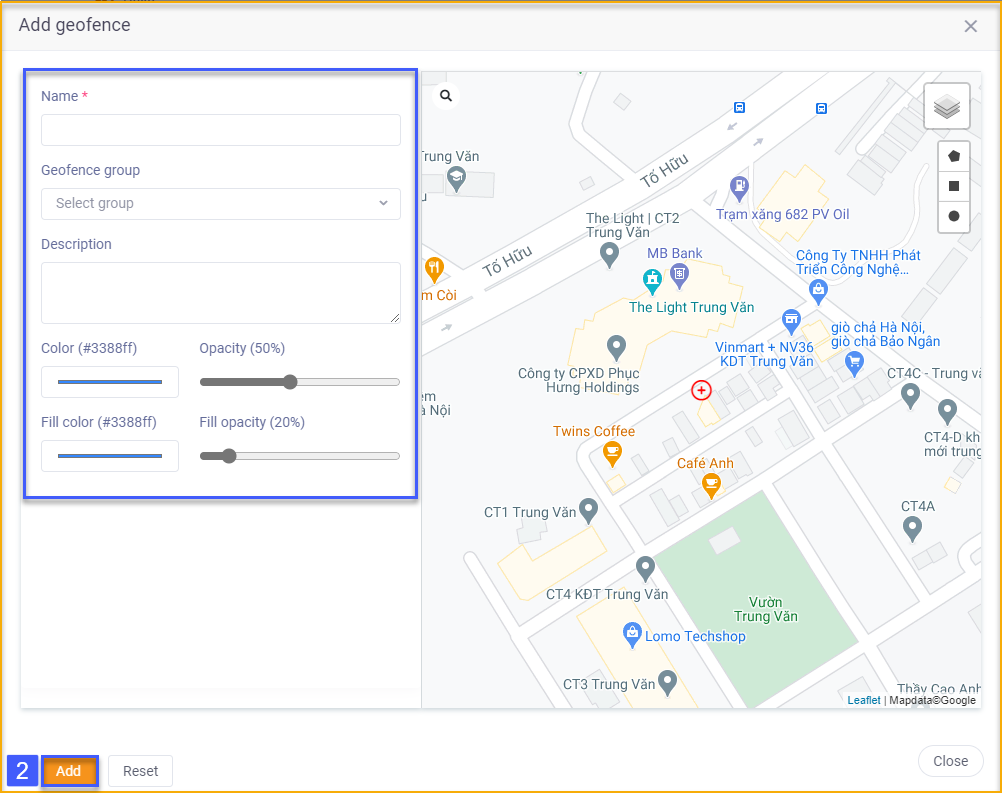 Add geofence
Name *
Geofence group
Select group
Description
Color (#3388ff)
Opacity (50%)
Fill color (#3388ff)
Fill opacity (20%)
Trung Văn
Tố Hữu
Trạm xăng 682 PV Oil
The Light | CT2
Trung Văn
MB Bank
Tố Hữu
Công Ty TNHH Phát
Triển Công Nghệ...
m Còi
The Light Trung Văn
giò chả Hà Nội,
giò chả Bảo Ngân
Vinmart + NV36
KDT Trung Văn
Công ty CPXD Phục
Hưng Holdings
CT4C - Trung vă
em
à Nội
Twins Coffee
CT4-D kh
mới trung
Café Anh
CT1 Trung Văn
CT4A
CT4 KĐT Trung Văn
Vườn
Trung Văn
Lomo Techshop
CT3 Trung Văn
Thầy Cao Anh
Leaflet | Mapdata©Google
2
Add
Reset
Close